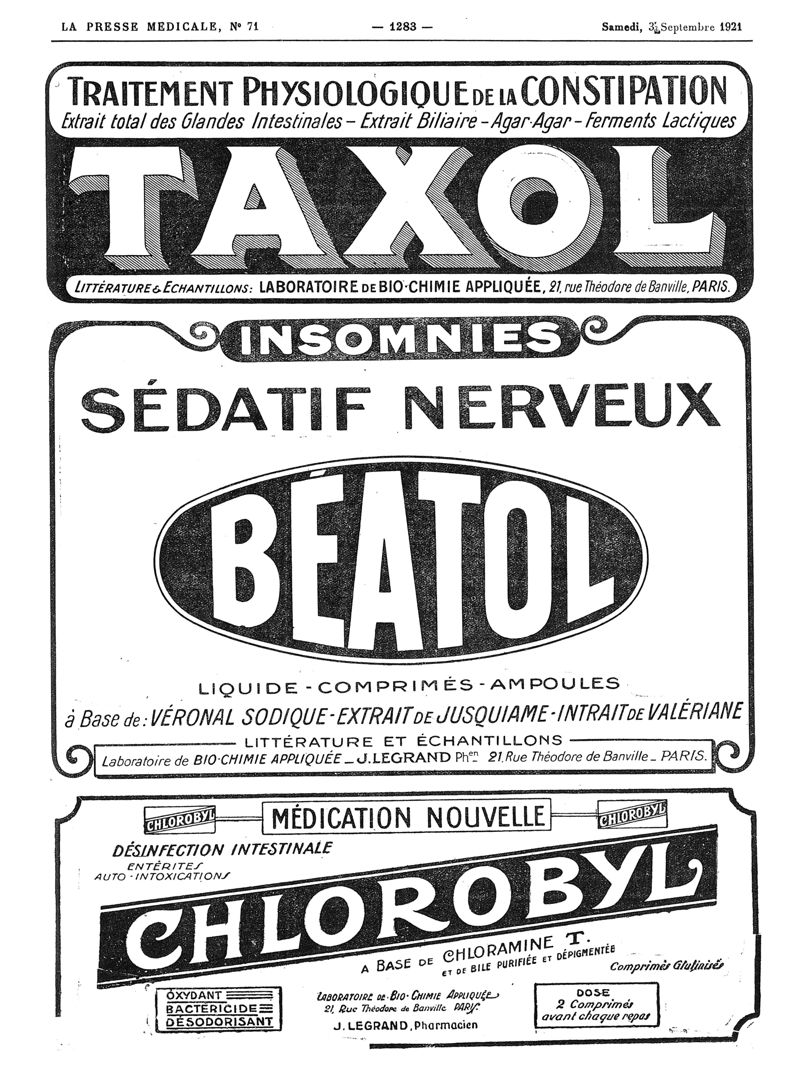 LA PRESSE MEDICALE, N° 71 — 1283 — Samedi, 3 Septembre 1921
TRAITEMENT PHYSIOLOGIQUE DE LA CONSTIPATION
Extrait total des Glandes Intestinales – Extrait Biliaire – Agar-Agar – Ferments Lactiques
TAXOL
LITTÉRATURE & ECHANTILLONS: LABORATOIRE DE BIO-CHIMIE APPLIQUÉE, 21, rue Théodore de Banville, PARIS.
INSOMNIES
SÉDATIF NERVEUX
BÉATOL
LIQUIDE - COMPRIMÉS - AMPOULES
à Base de: VÉRONAL SODIQUE - EXTRAIT DE JUSQUIAME - INTRAIT DE VALÉRIANE
LITTÉRATURE ET ÉCHANTILLONS
Laboratoire de BIO-CHIMIE APPLIQUÉE _ J. LEGRAND Phen 21, Rue Théodore de Banville _ PARIS.
CHLOROBYL MÉDICATION NOUVELLE CHLOROBYL
DÉSINFECTION INTESTINALE
ENTÉRITES
AUTO-INTOXICATIONS
CHLOROBYL
A BASE DE CHLORAMINE T.
ET DE BILE PURIFIÉE ET DÉPIGMENTÉE
Comprimés Glutinisés
OXYDANT
BACTÉRICIDE
DÉSODORISANT
LABORATOIRE DE BIO-CHIMIE APPLIQUÉE
21, Rue Théodore de Banville PARIS
J. LEGRAND, Pharmacien
DOSE
2 Comprimés
avant chaque repas